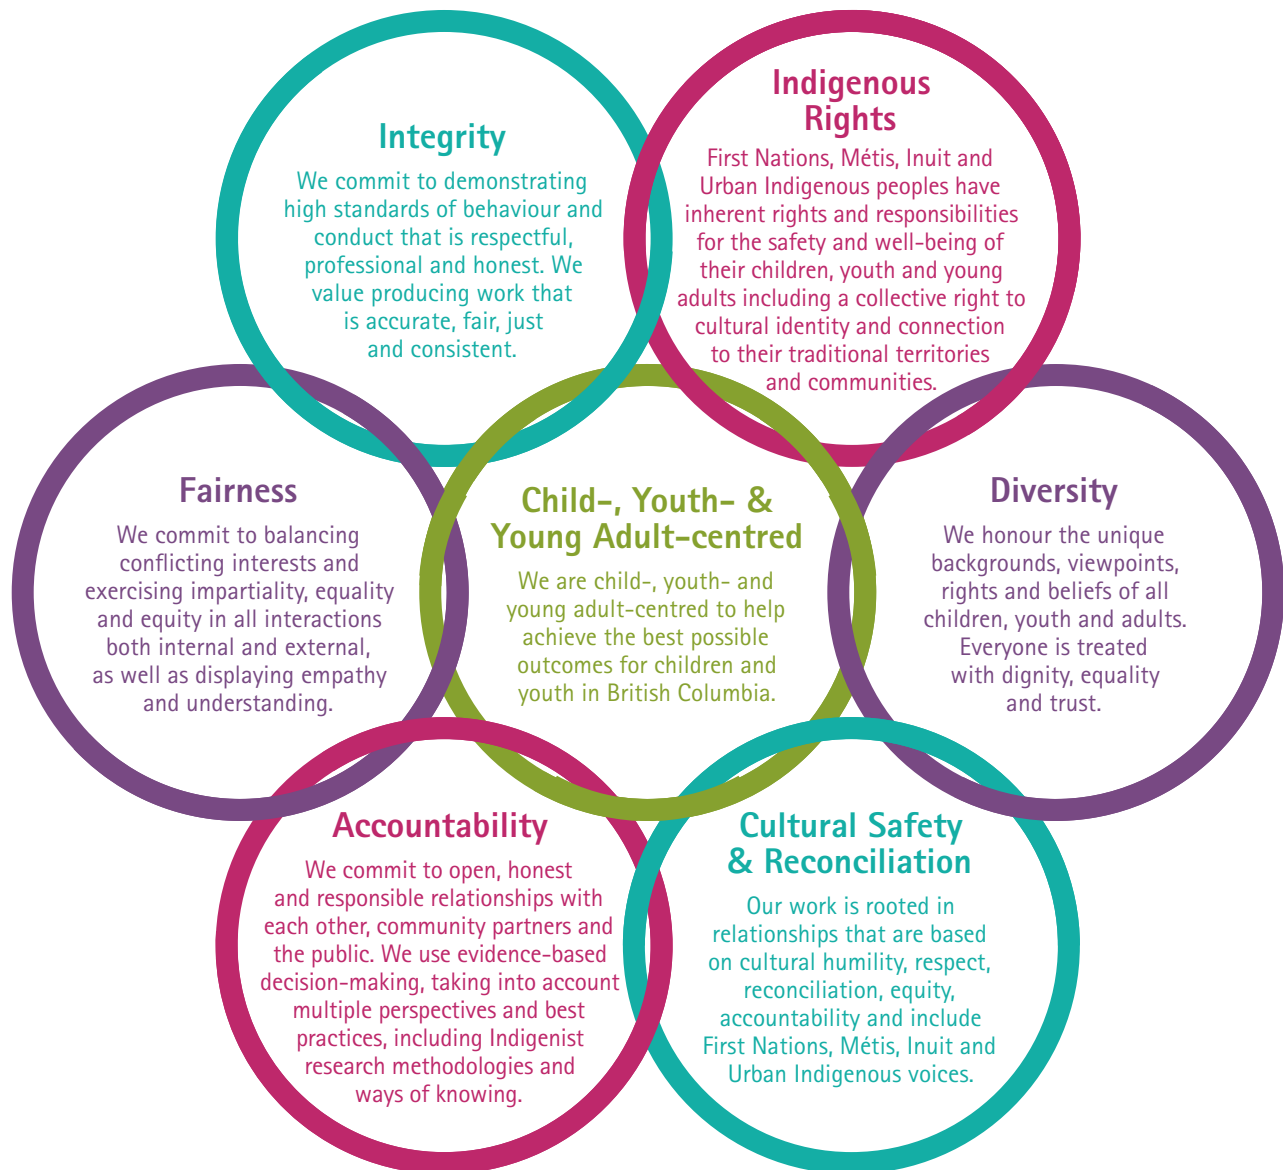 Integrity
We commit to demonstrating
high standards of behaviour and
conduct that is respectful,
professional and honest. We
value producing work that
is accurate, fair, just
and consistent.
Indigenous
Rights
First Nations, Métis, Inuit and
Urban Indigenous peoples have
inherent rights and responsibilities
for the safety and well-being of
their children, youth and young
adults including a collective right to
cultural identity and connection
to their traditional territories
and communities.
Fairness
We commit to balancing
conflicting interests and
exercising impartiality, equality
and equity in all interactions
both internal and external,
as well as displaying empathy
and understanding.
Child-, Youth- &
Young Adult-centred
We are child-, youth- and
young adult-centred to help
achieve the best possible
outcomes for children and
youth in British Columbia.
Diversity
We honour the unique
backgrounds, viewpoints,
rights and beliefs of all
children, youth and adults.
Everyone is treated
with dignity, equality
and trust.
Accountability
We commit to open, honest
and responsible relationships with
each other, community partners and
the public. We use evidence-based
decision-making, taking into account
multiple perspectives and best
practices, including Indigenist
research methodologies and
ways of knowing.
Cultural Safety
& Reconciliation
Our work is rooted in
relationships that are based
on cultural humility, respect,
reconciliation, equity,
accountability and include
First Nations, Métis, Inuit and
Urban Indigenous voices.